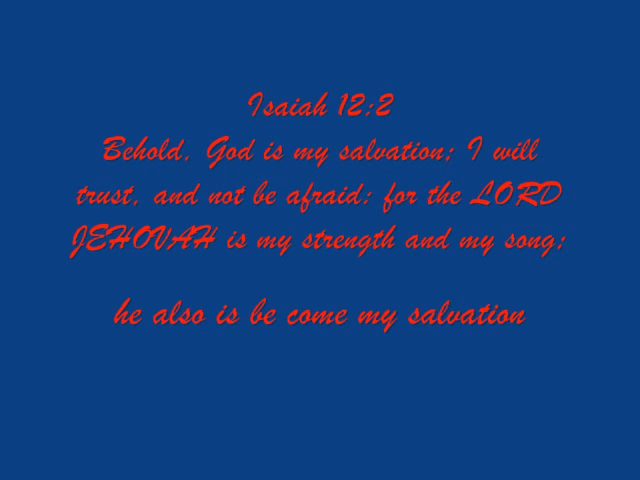 Isaiah 12:2
Behold, God is my salvation; I will
trust, and not be afraid: for the LORD
JEHOVAH is my strength and my song;
he also is be come my salvation